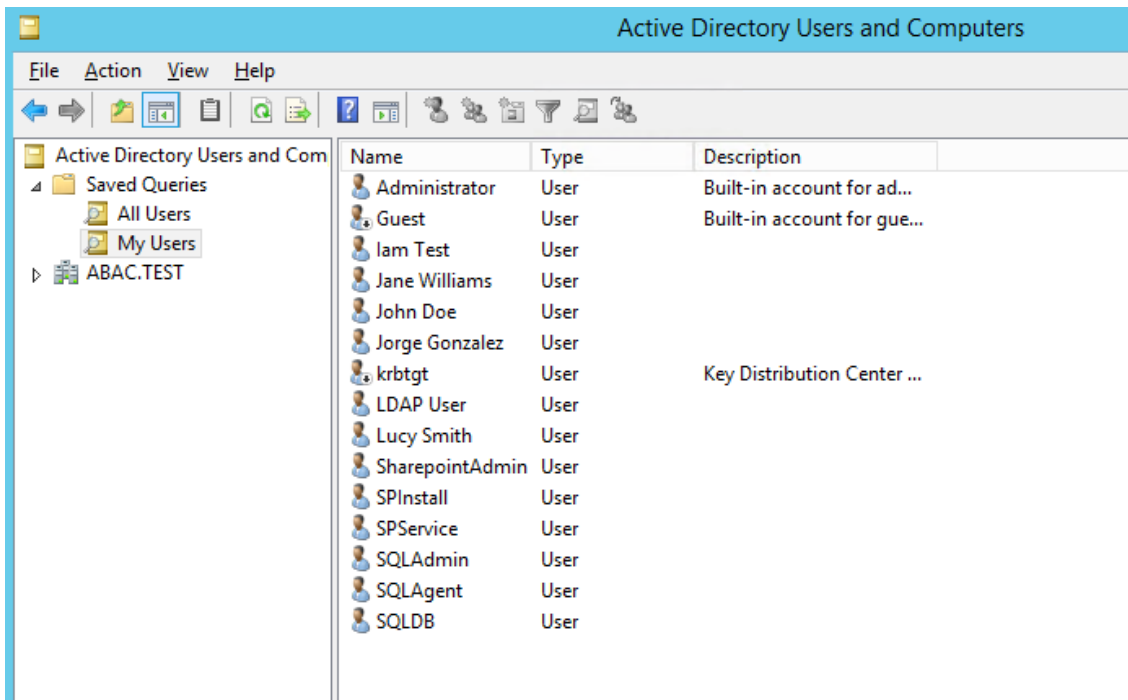 Active Directory Users and Computers
File Action View Help
Active Directory Users and Com
Saved Queries
All Users
My Users
ABAC.TEST
Name Type Description
Administrator User Built-in account for ad...
Guest User Built-in account for gue...
Iam Test User
Jane Williams User
John Doe User
Jorge Gonzalez User
krbtgt User Key Distribution Center ...
LDAP User User
Lucy Smith User
SharepointAdmin User
SPInstall User
SPService User
SQLAdmin User
SQLAgent User
SQLDB User